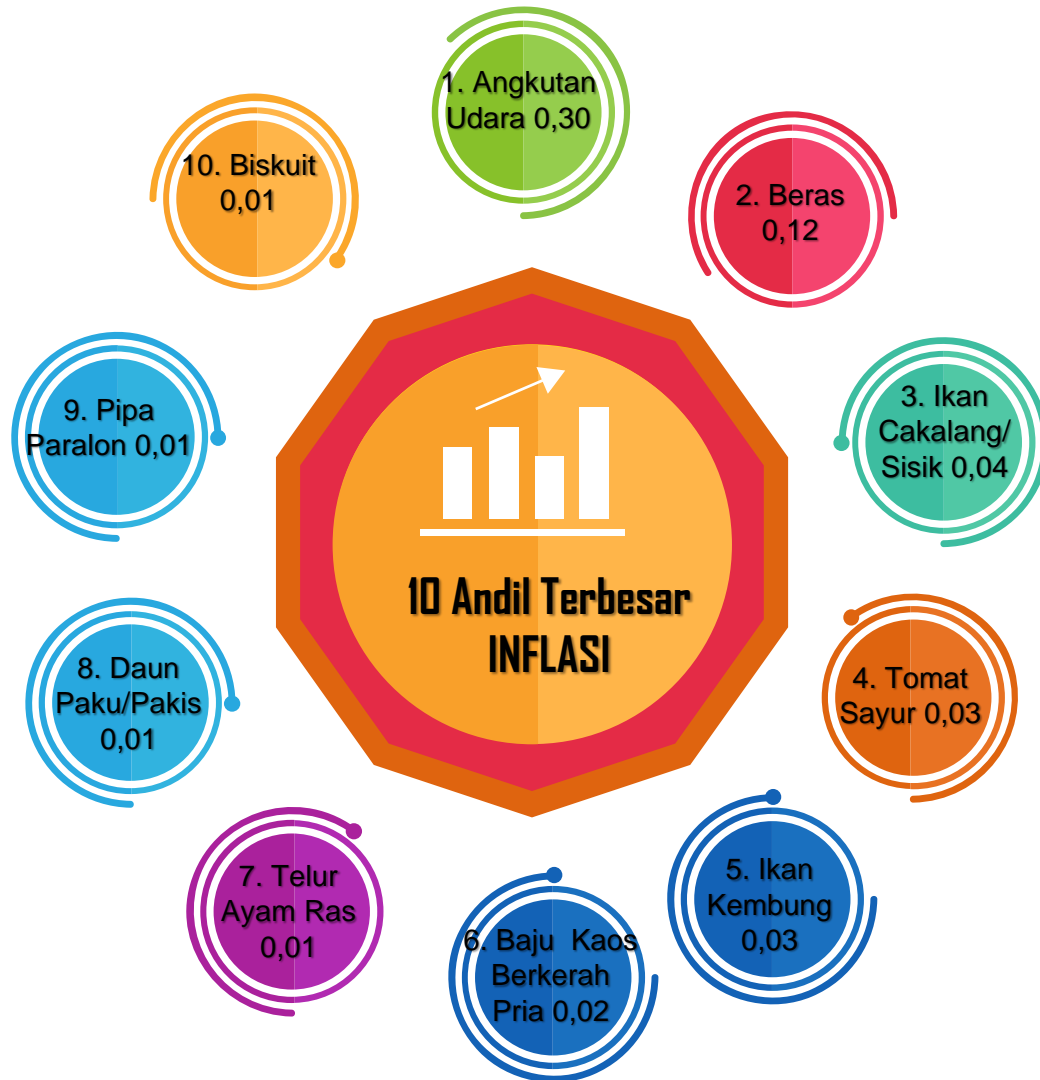 1. Angkutan
Udara 0,30
2. Beras
0,12
3. Ikan
Cakalang/
Sisik 0,04
4. Tomat
Sayur 0,03
5. Ikan
Kembung
0,03
6. Baju  Kaos
Berkerah
Pria 0,02
7. Telur
Ayam Ras
0,01
8. Daun
Paku/Pakis
0,01
9. Pipa
Paralon 0,01
10. Biskuit
0,01
10 Andil Terbesar
INFLASI